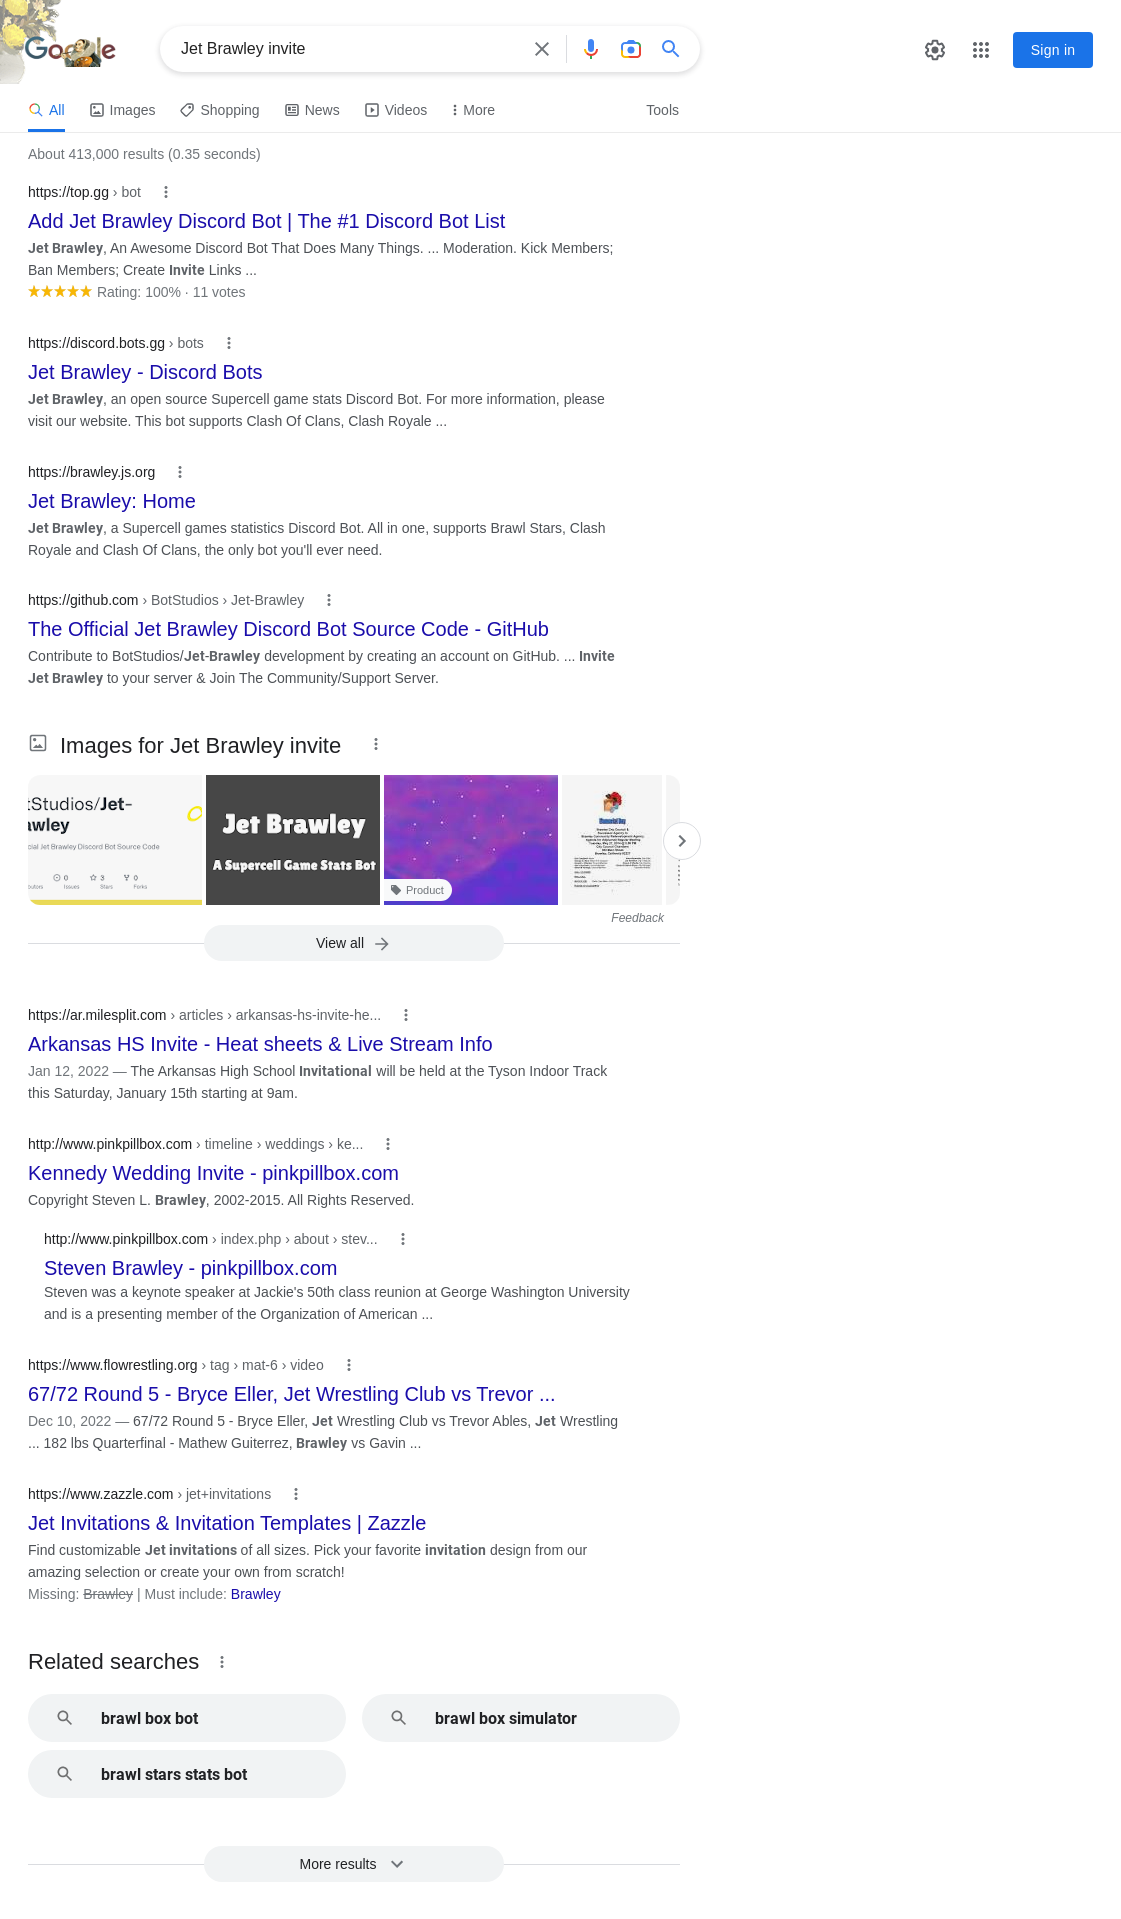 Google
Jet Brawley invite
Sign in
All
Images
Shopping
News
Videos
More
Tools
About 413,000 results (0.35 seconds)
https://top.gg › bot
Add Jet Brawley Discord Bot | The #1 Discord Bot List
Jet Brawley, An Awesome Discord Bot That Does Many Things. ... Moderation. Kick Members;
Ban Members; Create Invite Links ...
Rating: 100% · 11 votes
https://discord.bots.gg › bots
Jet Brawley - Discord Bots
Jet Brawley, an open source Supercell game stats Discord Bot. For more information, please
visit our website. This bot supports Clash Of Clans, Clash Royale ...
https://brawley.js.org
Jet Brawley: Home
Jet Brawley, a Supercell games statistics Discord Bot. All in one, supports Brawl Stars, Clash
Royale and Clash Of Clans, the only bot you'll ever need.
https://github.com › BotStudios › Jet-Brawley
The Official Jet Brawley Discord Bot Source Code - GitHub
Contribute to BotStudios/Jet-Brawley development by creating an account on GitHub. ... Invite
Jet Brawley to your server & Join The Community/Support Server.
Images for Jet Brawley invite
tStudios/Jet-
awley
cial Jet Brawley Discord Bot Source Code
0
3
0
Issues
Stars
Forks
Jet Brawley
A Supercell Game Stats Bot
Product
Memorial Day
Feedback
View all
https://ar.milesplit.com › articles › arkansas-hs-invite-he...
Arkansas HS Invite - Heat sheets & Live Stream Info
Jan 12, 2022 — The Arkansas High School Invitational will be held at the Tyson Indoor Track
this Saturday, January 15th starting at 9am.
http://www.pinkpillbox.com › timeline › weddings › ke...
Kennedy Wedding Invite - pinkpillbox.com
Copyright Steven L. Brawley, 2002-2015. All Rights Reserved.
http://www.pinkpillbox.com › index.php › about › stev...
Steven Brawley - pinkpillbox.com
Steven was a keynote speaker at Jackie's 50th class reunion at George Washington University
and is a presenting member of the Organization of American ...
https://www.flowrestling.org › tag › mat-6 › video
67/72 Round 5 - Bryce Eller, Jet Wrestling Club vs Trevor ...
Dec 10, 2022 — 67/72 Round 5 - Bryce Eller, Jet Wrestling Club vs Trevor Ables, Jet Wrestling
... 182 lbs Quarterfinal - Mathew Guiterrez, Brawley vs Gavin ...
https://www.zazzle.com › jet+invitations
Jet Invitations & Invitation Templates | Zazzle
Find customizable Jet invitations of all sizes. Pick your favorite invitation design from our
amazing selection or create your own from scratch!
Missing: Brawley | Must include: Brawley
Related searches
brawl box bot
brawl box simulator
brawl stars stats bot
More results